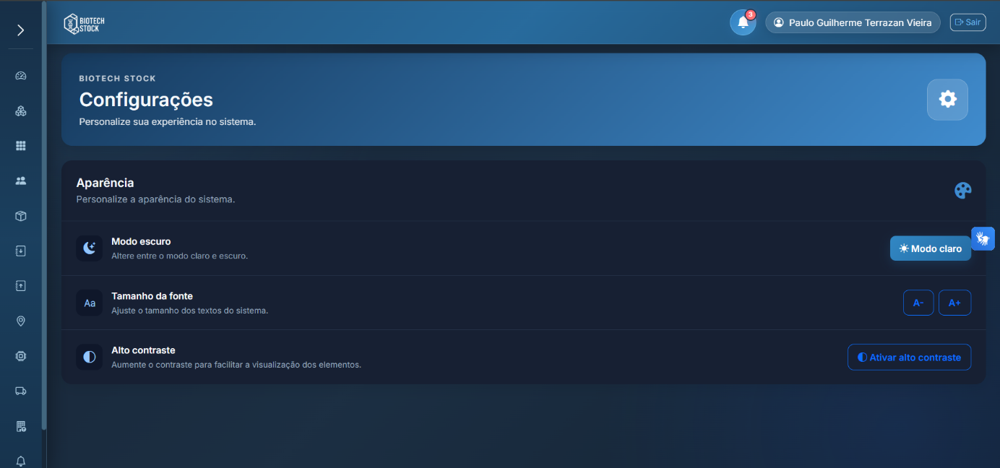 BIOTECH
STOCK
3
Paulo Guilherme Terrazan Vieira
Sair
BIOTECH STOCK
Configurações
Personalize sua experiência no sistema.
Aparência
Personalize a aparência do sistema.
Modo escuro
Altere entre o modo claro e escuro.
Modo claro
Aa
Tamanho da fonte
Ajuste o tamanho dos textos do sistema.
A-
A+
Alto contraste
Aumente o contraste para facilitar a visualização dos elementos.
Ativar alto contraste